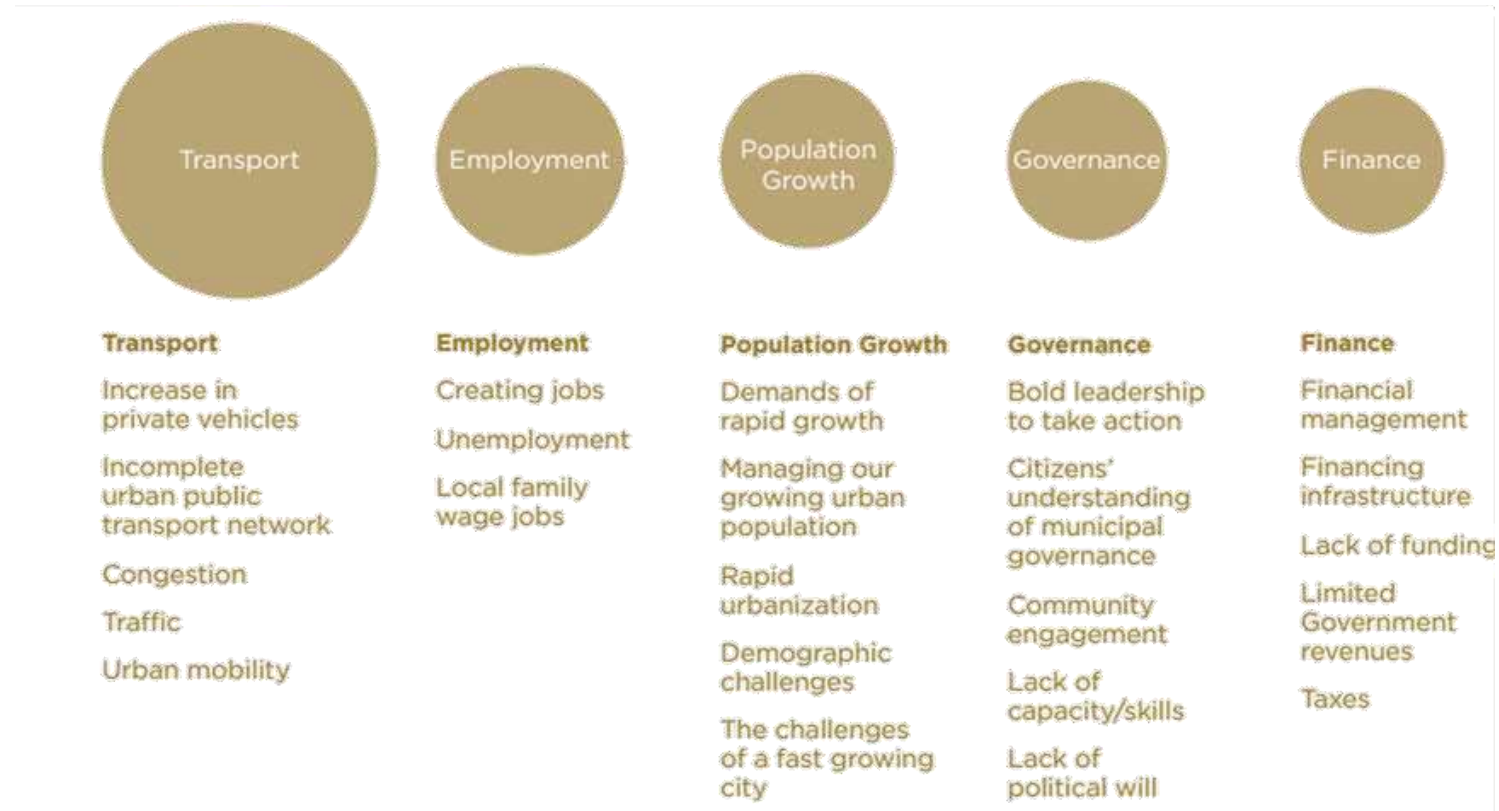 Transport
Employment
Population
Growth
Governance
Finance
Transport
Increase in
private vehicles
Incomplete
urban public
transport network
Congestion
Traffic
Urban mobility
Employment
Creating jobs
Unemployment
Local family
wage jobs
Population Growth
Demands of
rapid growth
Managing our
growing urban
population
Rapid
urbanization
Demographic
challenges
The challenges
of a fast growing
city
Governance
Bold leadership
to take action
Citizens'
understanding
of municipal
governance
Community
engagement
Lack of
capacity/skills
Lack of
political will
Finance
Financial
management
Financing
infrastructure
Lack of funding
Limited
Government
revenues
Taxes